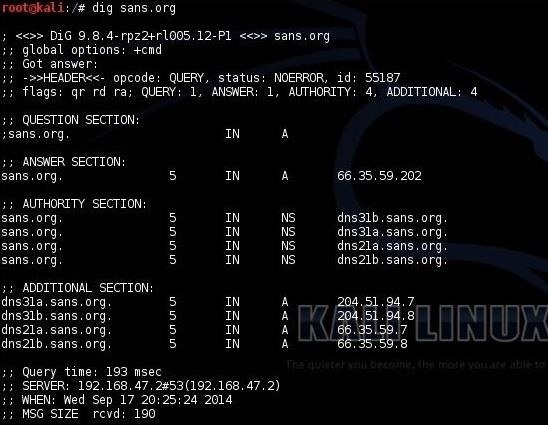 root@kali:/# dig sans.org
; <<>> DiG 9.8.4-rpz2+rl005.12-P1 <<>> sans.org
;; global options: +cmd
;; Got answer:
;; ->>HEADER<<- opcode: QUERY, status: NOERROR, id: 55187
;; flags: qr rd ra; QUERY: 1, ANSWER: 1, AUTHORITY: 4, ADDITIONAL: 4
;; QUESTION SECTION:
;sans.org. IN A
;; ANSWER SECTION:
sans.org. 5 IN A 66.35.59.202
;; AUTHORITY SECTION:
sans.org. 5 IN NS dns31b.sans.org.
sans.org. 5 IN NS dns31a.sans.org.
sans.org. 5 IN NS dns21a.sans.org.
sans.org. 5 IN NS dns21b.sans.org.
;; ADDITIONAL SECTION:
dns31a.sans.org. 5 IN A 204.51.94.7
dns31b.sans.org. 5 IN A 204.51.94.8
dns21a.sans.org. 5 IN A 66.35.59.7
dns21b.sans.org. 5 IN A 66.35.59.8
KALI LINUX
The quieter you become, the more you are able to
;; Query time: 193 msec
;; SERVER: 192.168.47.2#53(192.168.47.2)
;; WHEN: Wed Sep 17 20:25:24 2014
;; MSG SIZE rcvd: 190